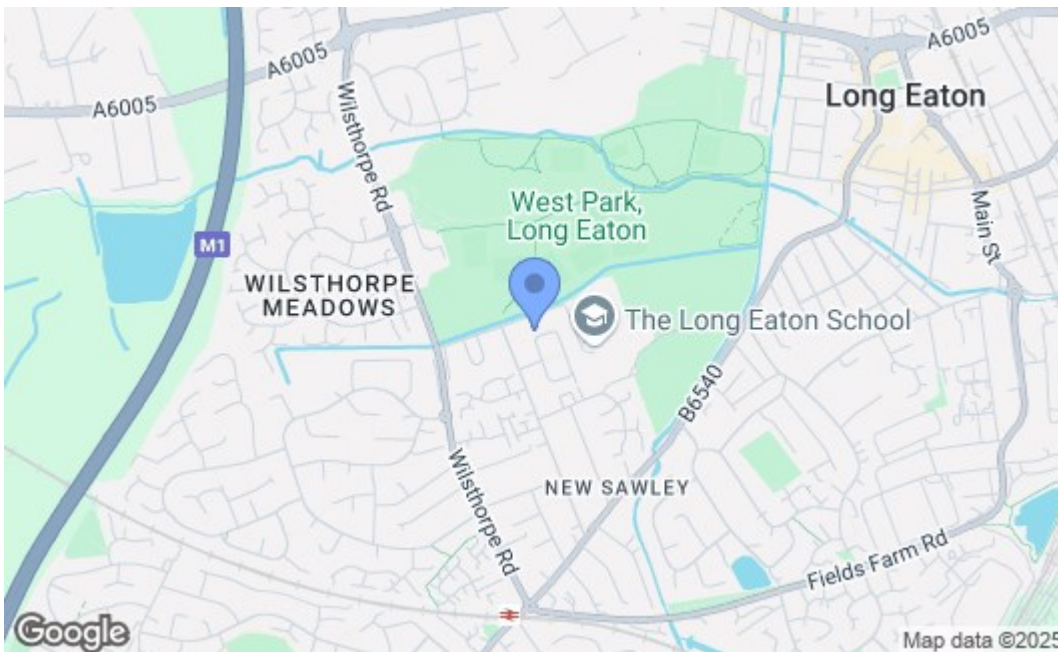 A6005
A6005
A6005
Long Eaton
Wilsthorpe Rd
West Park,
Long Eaton
Main St
M1
WILSTHORPE
MEADOWS
The Long Eaton School
B6540
Wilsthorpe Rd
NEW SAWLEY
Fields Farm Rd
Google
Map data ©2025